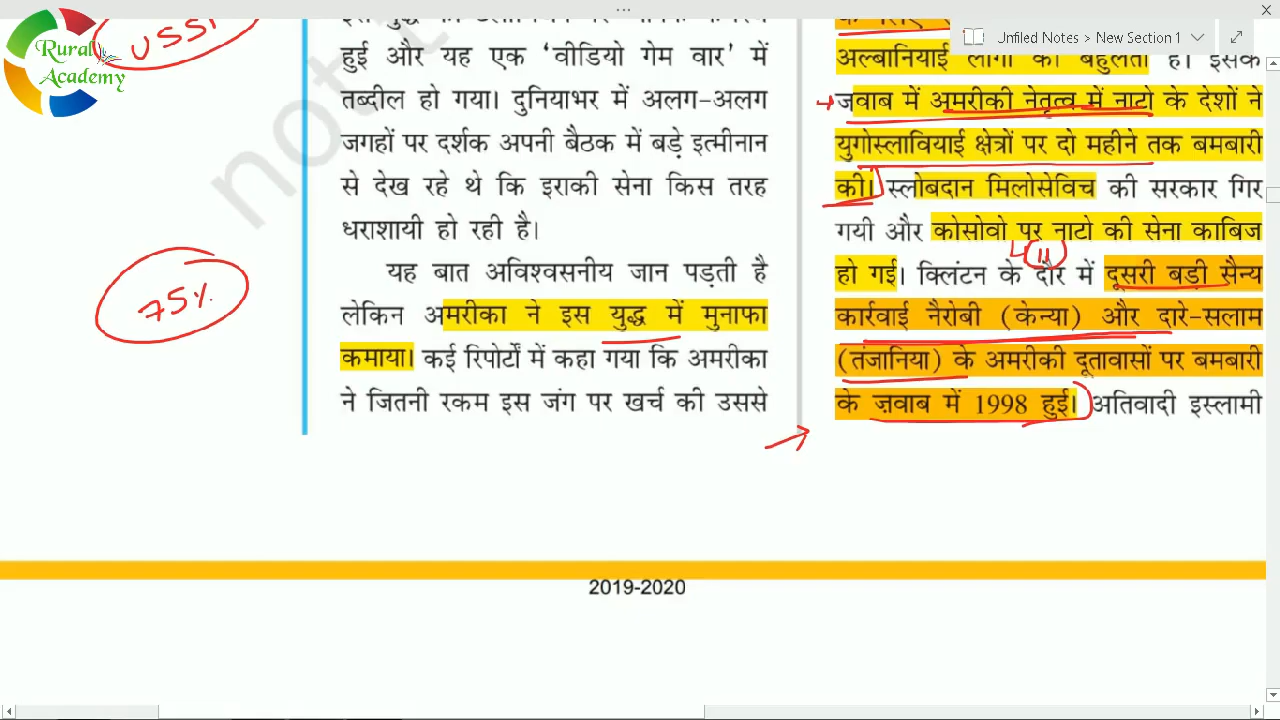 Rural
Academy
USSR
75%
हुई और यह एक ‘वीडियो गेम वार’ में
तब्दील हो गया। दुनियाभर में अलग-अलग
जगहों पर दर्शक अपनी बैठक में बड़े इत्मीनान
से देख रहे थे कि इराकी सेना किस तरह
धराशायी हो रही है।
यह बात अविश्वसनीय जान पड़ती है
लेकिन अमरीका ने इस युद्ध में मुनाफा
कमाया। कई रिपोर्टों में कहा गया कि अमरीका
ने जितनी रकम इस जंग पर खर्च की उससे
not
Jnfiled Notes > New Section 1
अल्बानियाई लोगों की बहुलता है। इसके
जवाब में अमरीकी नेतृत्व में नाटो के देशों ने
युगोस्लावियाई क्षेत्रों पर दो महीने तक बमबारी
की। स्लोबदान मिलोसेविच की सरकार गिर
गयी और कोसोवो पर नाटो की सेना काबिज
11
हो गई। क्लिंटन के दौर में दूसरी बड़ी सैन्य
कार्रवाई नैरोबी (केन्या) और दारे-सलाम
(तंजानिया) के अमरीकी दूतावासों पर बमबारी
के ज़वाब में 1998 हुई। अतिवादी इस्लामी
2019-2020